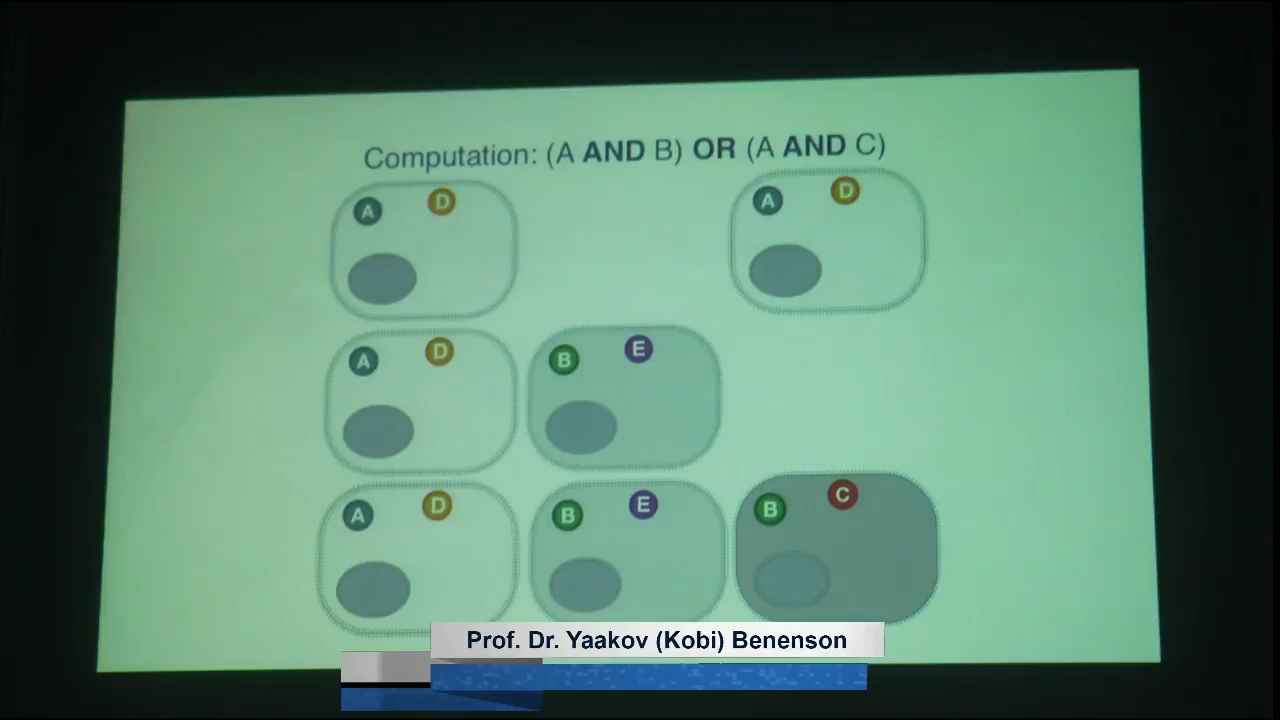 Computation: (A AND B) OR (A AND C)
A D A D
A D B E
A D B E B C
Prof. Dr. Yaakov (Kobi) Benenson